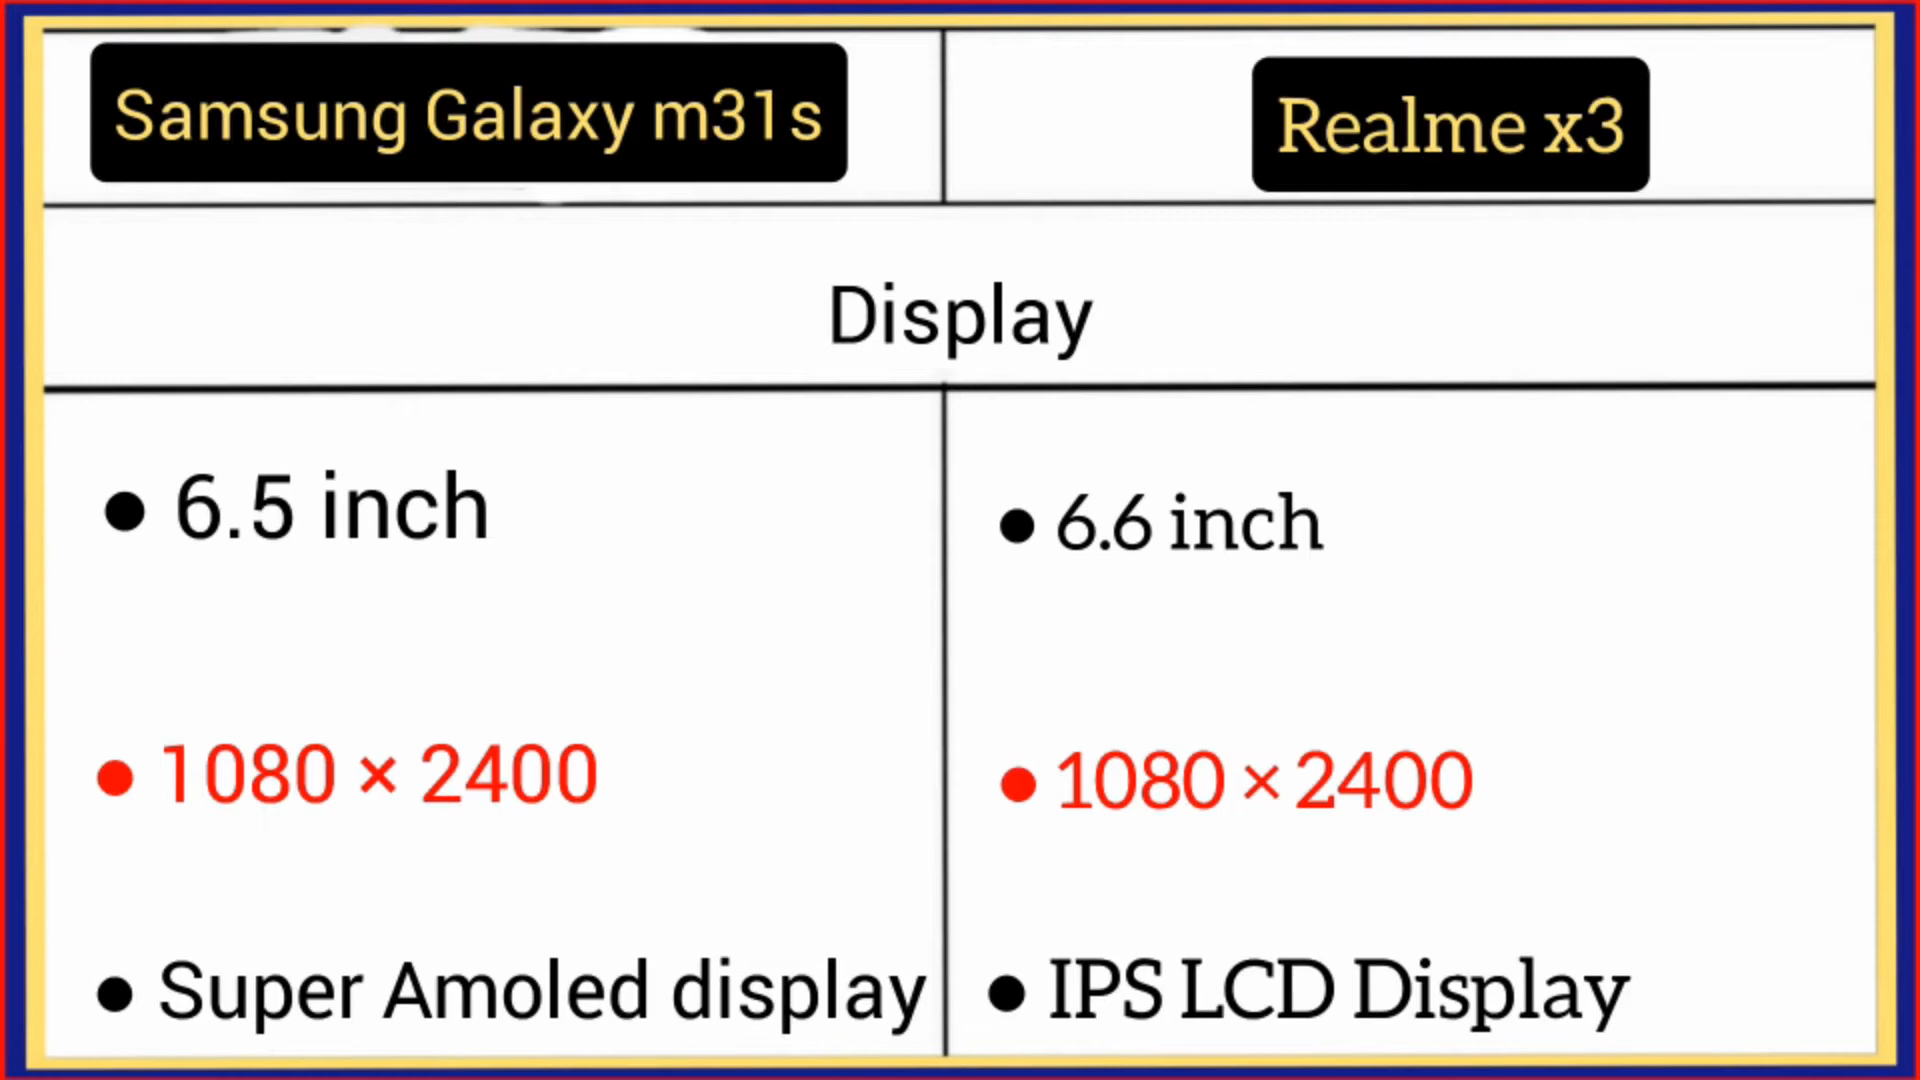 Samsung Galaxy m31s
Realme x3
Display
● 6.5 inch
● 6.6 inch
● 1080 × 2400
● 1080 × 2400
● Super Amoled display
● IPS LCD Display